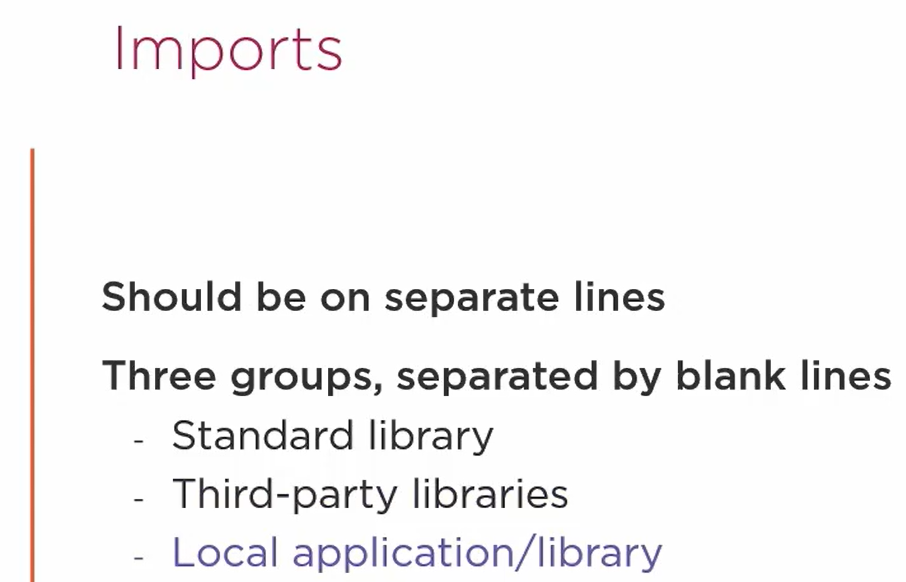 Imports
Should be on separate lines
Three groups, separated by blank lines
- Standard library
- Third-party libraries
- Local application/library